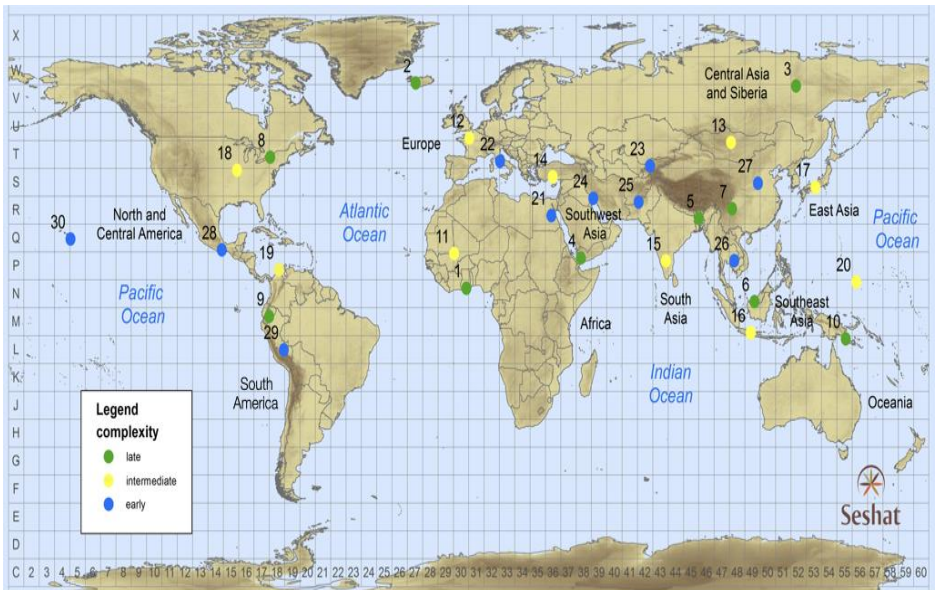 X
W
V
U
T
S
R
Q
P
N
M
L
K
J
H
G
F
E
D
C 2 3 4 5 6 7 8 9 10 11 12 13 14 15 16 17 18 19 20 21 22 23 24 25 26 27 28 29 30 31 32 33 34 35 36 37 38 39 40 41 42 43 44 45 46 47 48 49 50 51 52 53 54 55 56 57 58 59 60
2
3
Central Asia
and Siberia
12
13
Europe
8
22
18
14
23
27
17
24
25
21
7
5
Southwest
Asia
East Asia
North and
Central America
Atlantic
Ocean
Pacific
Ocean
30
28
11
4
15
26
19
1
20
Pacific
Ocean
9
6
Southeast
Asia
South
Asia
16
10
29
Africa
South
America
Indian
Ocean
Oceania
Legend
complexity
late
intermediate
early
Seshat